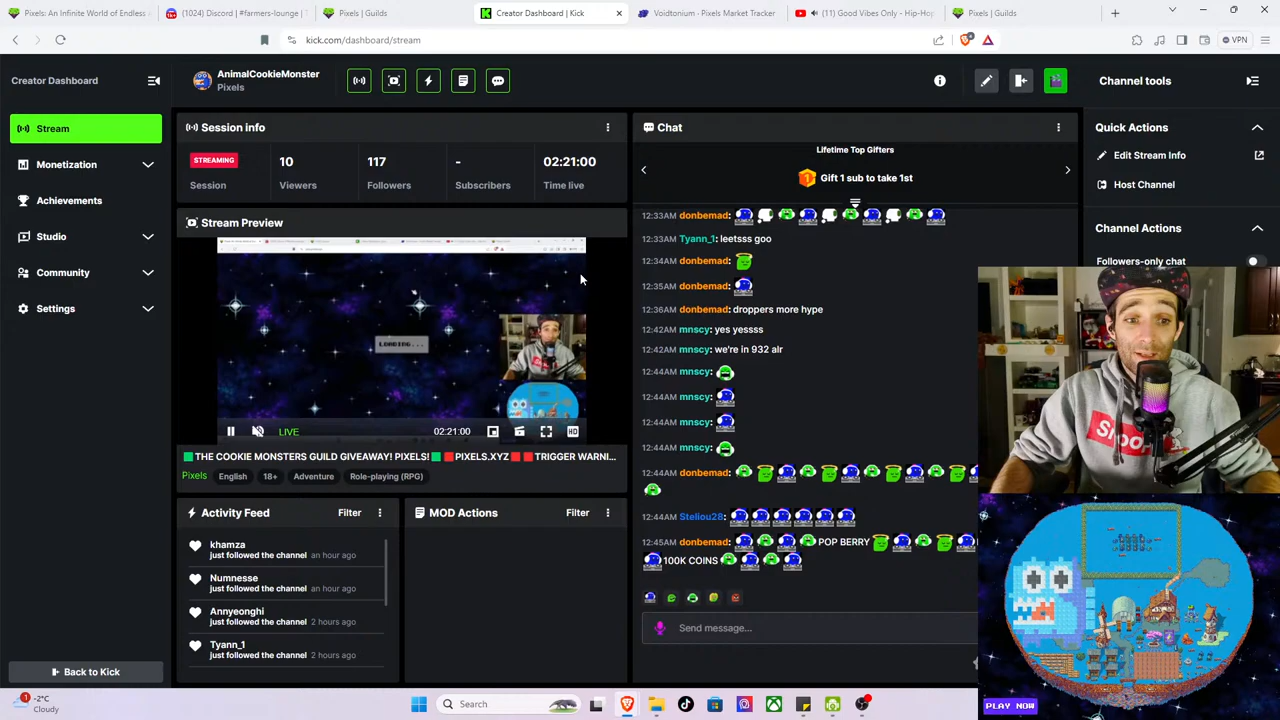 Pixels: An Infinite World of Endless
(1024) Discord | #farmers-lounge |
Pixels | Guilds
Creator Dashboard | Kick
Voidtonium - Pixels Market Tracker
(11) Good Vibes Only - Hip-Hop
Pixels | Guilds
kick.com/dashboard/stream
VPN
Creator Dashboard
AnimalCookieMonster
Pixels
Channel tools
Stream
Monetization
Achievements
Studio
Community
Settings
Back to Kick
Session info
STREAMING
10
117
-
02:21:00
Session
Viewers
Followers
Subscribers
Time live
Stream Preview
LOADING...
LIVE
02:21:00
HD
THE COOKIE MONSTERS GUILD GIVEAWAY! PIXELS! PIXELS.XYZ TRIGGER WARNI...
Pixels
English
18+
Adventure
Role-playing (RPG)
Activity Feed
Filter
khamza
just followed the channel an hour ago
Numnesse
just followed the channel an hour ago
Annyeonghi
just followed the channel 2 hours ago
Tyann_1
just followed the channel 2 hours ago
MOD Actions
Filter
Chat
Lifetime Top Gifters
1 Gift 1 sub to take 1st
12:33AM donbemad:
12:33AM Tyann_1: leetsss goo
12:34AM donbemad:
12:35AM donbemad:
12:36AM donbemad: droppers more hype
12:42AM mnscy: yes yessss
12:42AM mnscy: we're in 932 alr
12:44AM mnscy:
12:44AM mnscy:
12:44AM mnscy:
12:44AM mnscy:
12:44AM donbemad:
12:44AM Steliou28:
12:45AM donbemad: POP BERRY
100K COINS
Send message...
Quick Actions
Edit Stream Info
Host Channel
Channel Actions
Followers-only chat
PLAY NOW
1
-2°C
Cloudy
Search